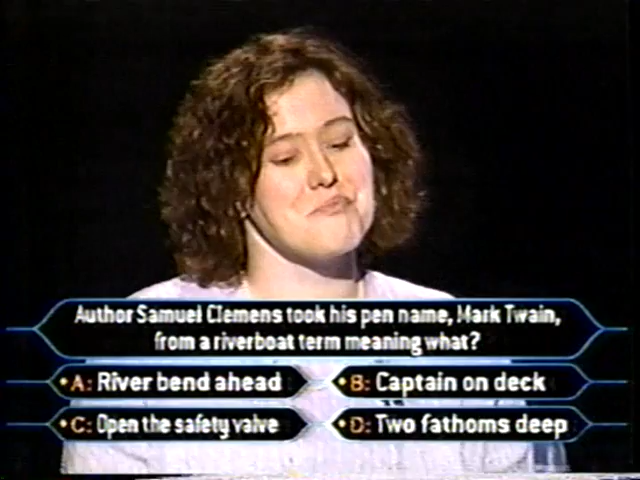 Author Samuel Clemens took his pen name, Mark Twain,
from a riverboat term meaning what?
A: River bend ahead
B: Captain on deck
C: Open the safety valve
D: Two fathoms deep